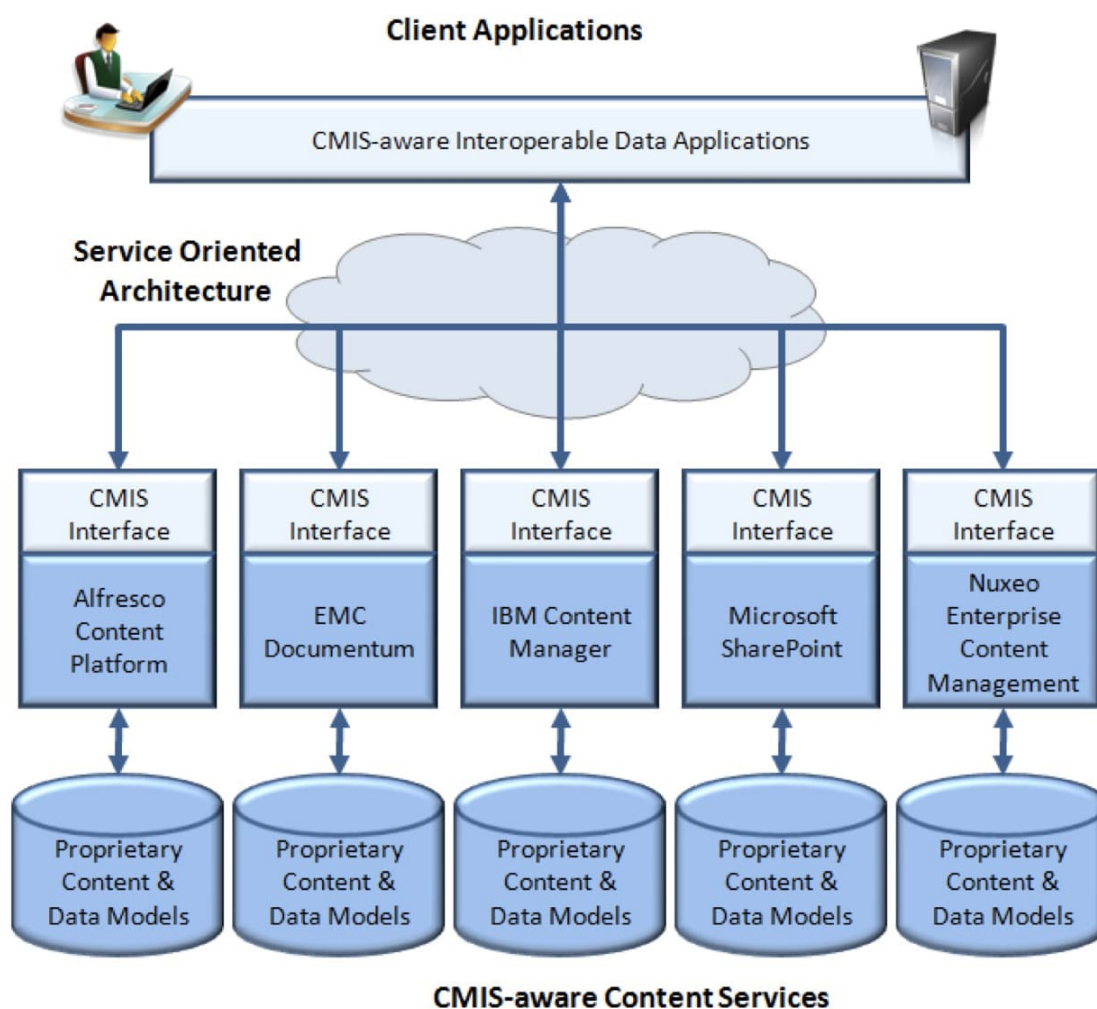 Client Applications
CMIS-aware Interoperable Data Applications
Service Oriented
Architecture
CMIS
Interface
Alfresco
Content
Platform
CMIS
Interface
EMC
Documentum
CMIS
Interface
IBM Content
Manager
CMIS
Interface
Microsoft
SharePoint
CMIS
Interface
Nuxeo
Enterprise
Content
Management
Proprietary
Content &
Data Models
Proprietary
Content &
Data Models
Proprietary
Content &
Data Models
Proprietary
Content &
Data Models
Proprietary
Content &
Data Models
CMIS-aware Content Services